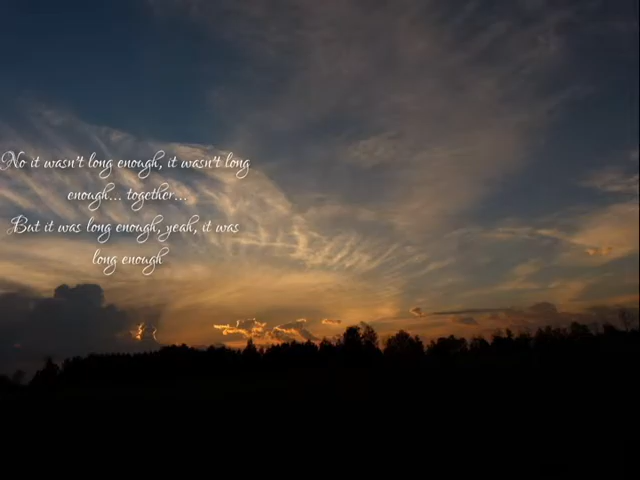 No it wasn't long enough, it wasn't long
enough... together...
But it was long enough, yeah, it was
long enough